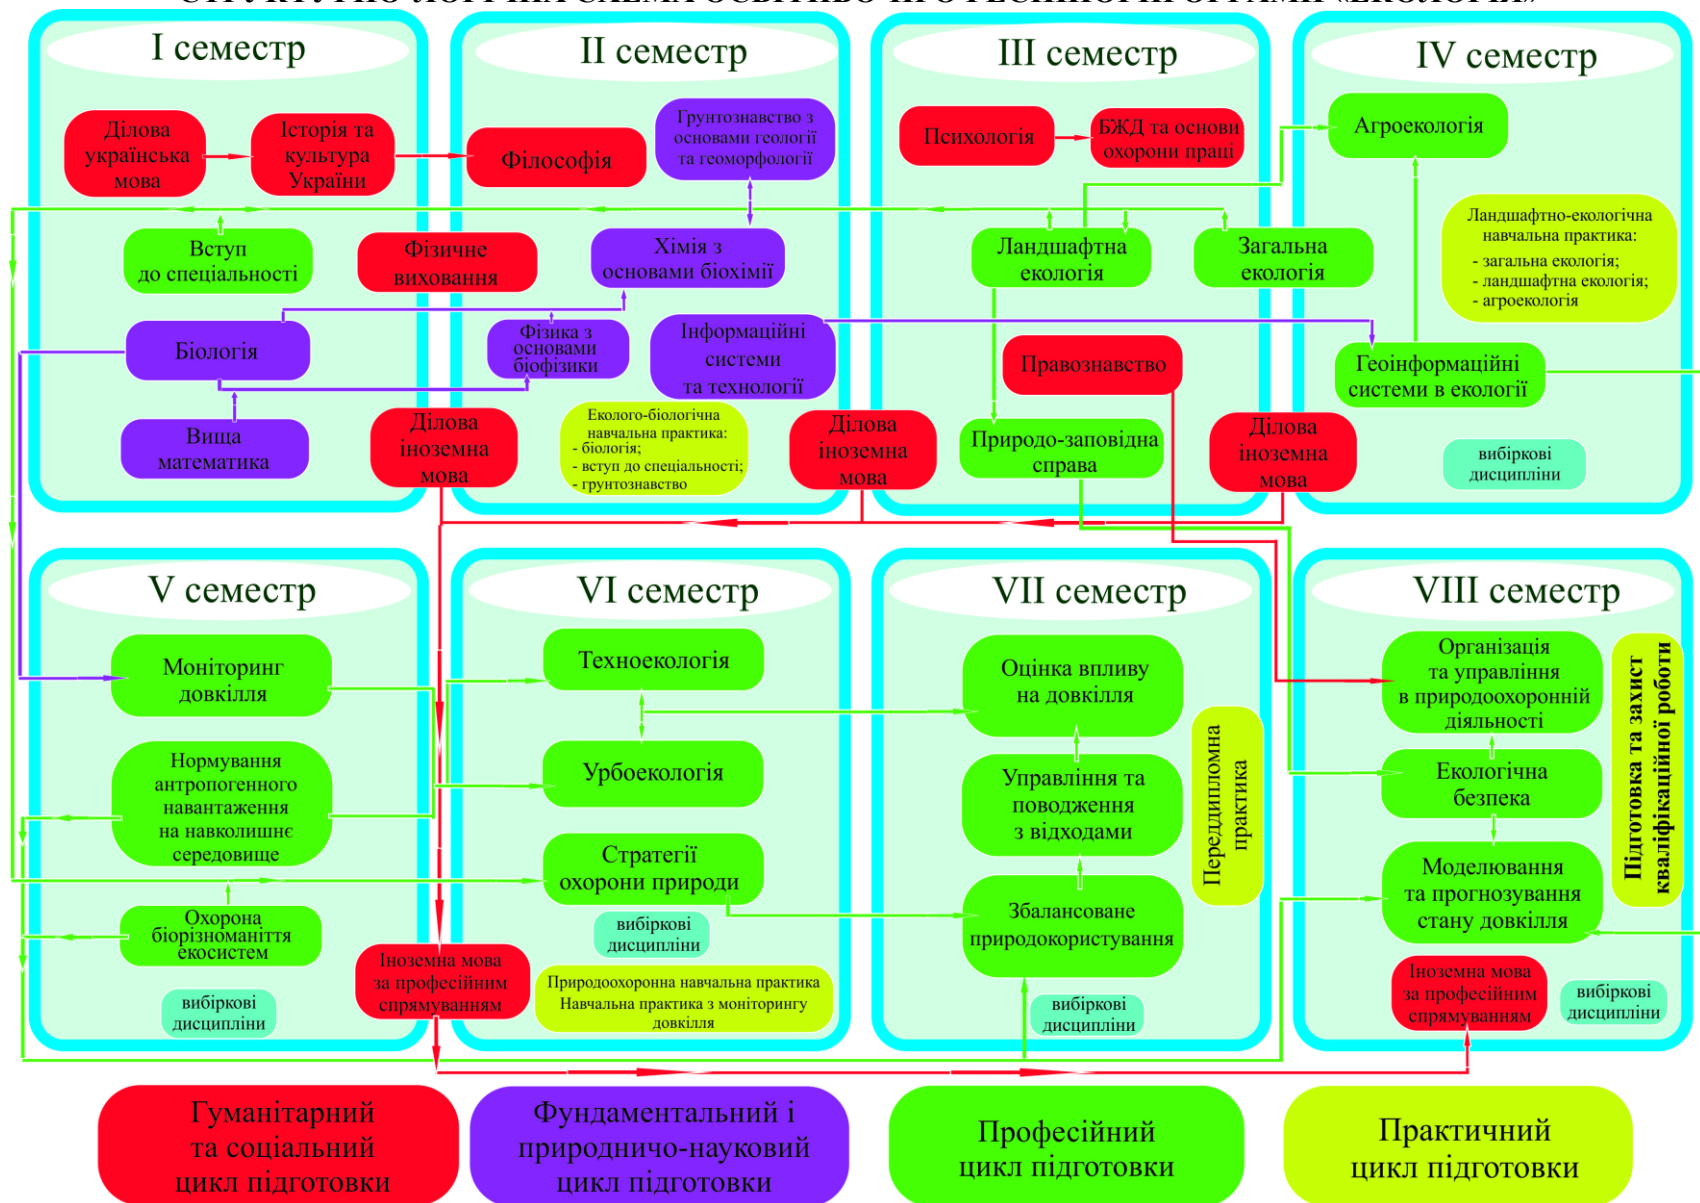 СТРУКТУРНО-ЛОГІЧНА СХЕМА ОСВІТНЬО-ПРОФЕСІЙНОЇ ПРОГРАМИ «ЕКОЛОГІЯ»
І семестр
Ділова
українська
мова
Історія та
культура
України
Вступ
до спеціальності
Фізичне
виховання
Біологія
Вища
математика
Ділова
іноземна
мова
ІІ семестр
Філософія
Грунтознавство з
основами геології
та геоморфології
Хімія з
основами біохімії
Фізика з
основами
біофізики
Інформаційні
системи
та технології
Еколого-біологічна
навчальна практика:
- біологія;
- вступ до спеціальності;
- грунтознавство
Ділова
іноземна
мова
ІІІ семестр
Психологія
БЖД та основи
охорони праці
Ландшафтна
екологія
Загальна
екологія
Правознавство
Природо-заповідна
справа
Ділова
іноземна
мова
IV семестр
Агроекологія
Ландшафтно-екологічна
навчальна практика:
- загальна екологія;
- ландшафтна екологія;
- агроекологія
Геоінформаційні
системи в екології
вибіркові
дисципліни
V семестр
Моніторинг
довкілля
Нормування
антропогенного
навантаження
на навколишнє
середовище
Охорона
біорізноманіття
екосистем
вибіркові
дисципліни
Іноземна мова
за професійним
спрямуванням
VI семестр
Техноекологія
Урбоекологія
Стратегії
охорони природи
вибіркові
дисципліни
Природоохоронна навчальна практика
Навчальна практика з моніторингу
довкілля
VII семестр
Оцінка впливу
на довкілля
Управління та
поводження
з відходами
Збалансоване
природокористування
Переддипломна
практика
вибіркові
дисципліни
VIII семестр
Організація
та управління
в природоохоронній
діяльності
Екологічна
безпека
Моделювання
та прогнозування
стану довкілля
Підготовка та захист
кваліфікаційної роботи
Іноземна мова
за професійним
спрямуванням
вибіркові
дисципліни
Гуманітарний
та соціальний
цикл підготовки
Фундаментальний і
природничо-науковий
цикл підготовки
Професійний
цикл підготовки
Практичний
цикл підготовки